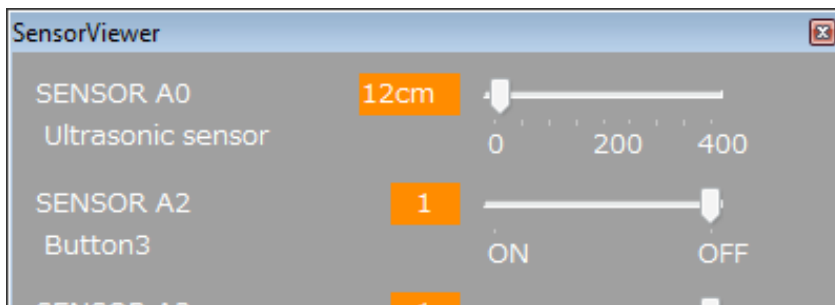 SensorViewer
SENSOR A0 12cm
Ultrasonic sensor 0 200 400
SENSOR A2 1
Button3 ON OFF